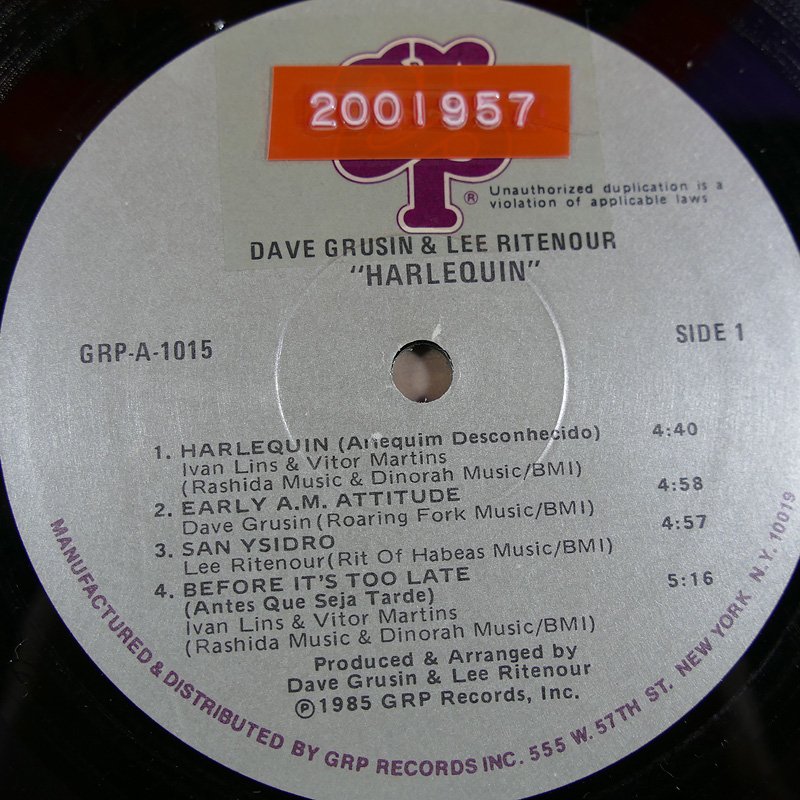 2001957
® Unauthorized duplication is a
violation of applicable laws
DAVE GRUSIN & LEE RITENOUR
"HARLEQUIN"
GRP-A-1015
SIDE 1
1. HARLEQUIN (Arlequim Desconhecido) 4:40
Ivan Lins & Vitor Martins
(Rashida Music & Dinorah Music/BMI)
2. EARLY A.M. ATTITUDE 4:58
Dave Grusin (Roaring Fork Music/BMI)
3. SAN YSIDRO 4:57
Lee Ritenour (Rit Of Habeas Music/BMI)
4. BEFORE IT'S TOO LATE 5:16
(Antes Que Seja Tarde)
Ivan Lins & Vitor Martins
(Rashida Music & Dinorah Music/BMI)
Produced & Arranged by
Dave Grusin & Lee Ritenour
Ⓟ1985 GRP Records, Inc.
MANUFACTURED & DISTRIBUTED BY GRP RECORDS INC. 555 W. 57TH ST. NEW YORK N.Y. 10019